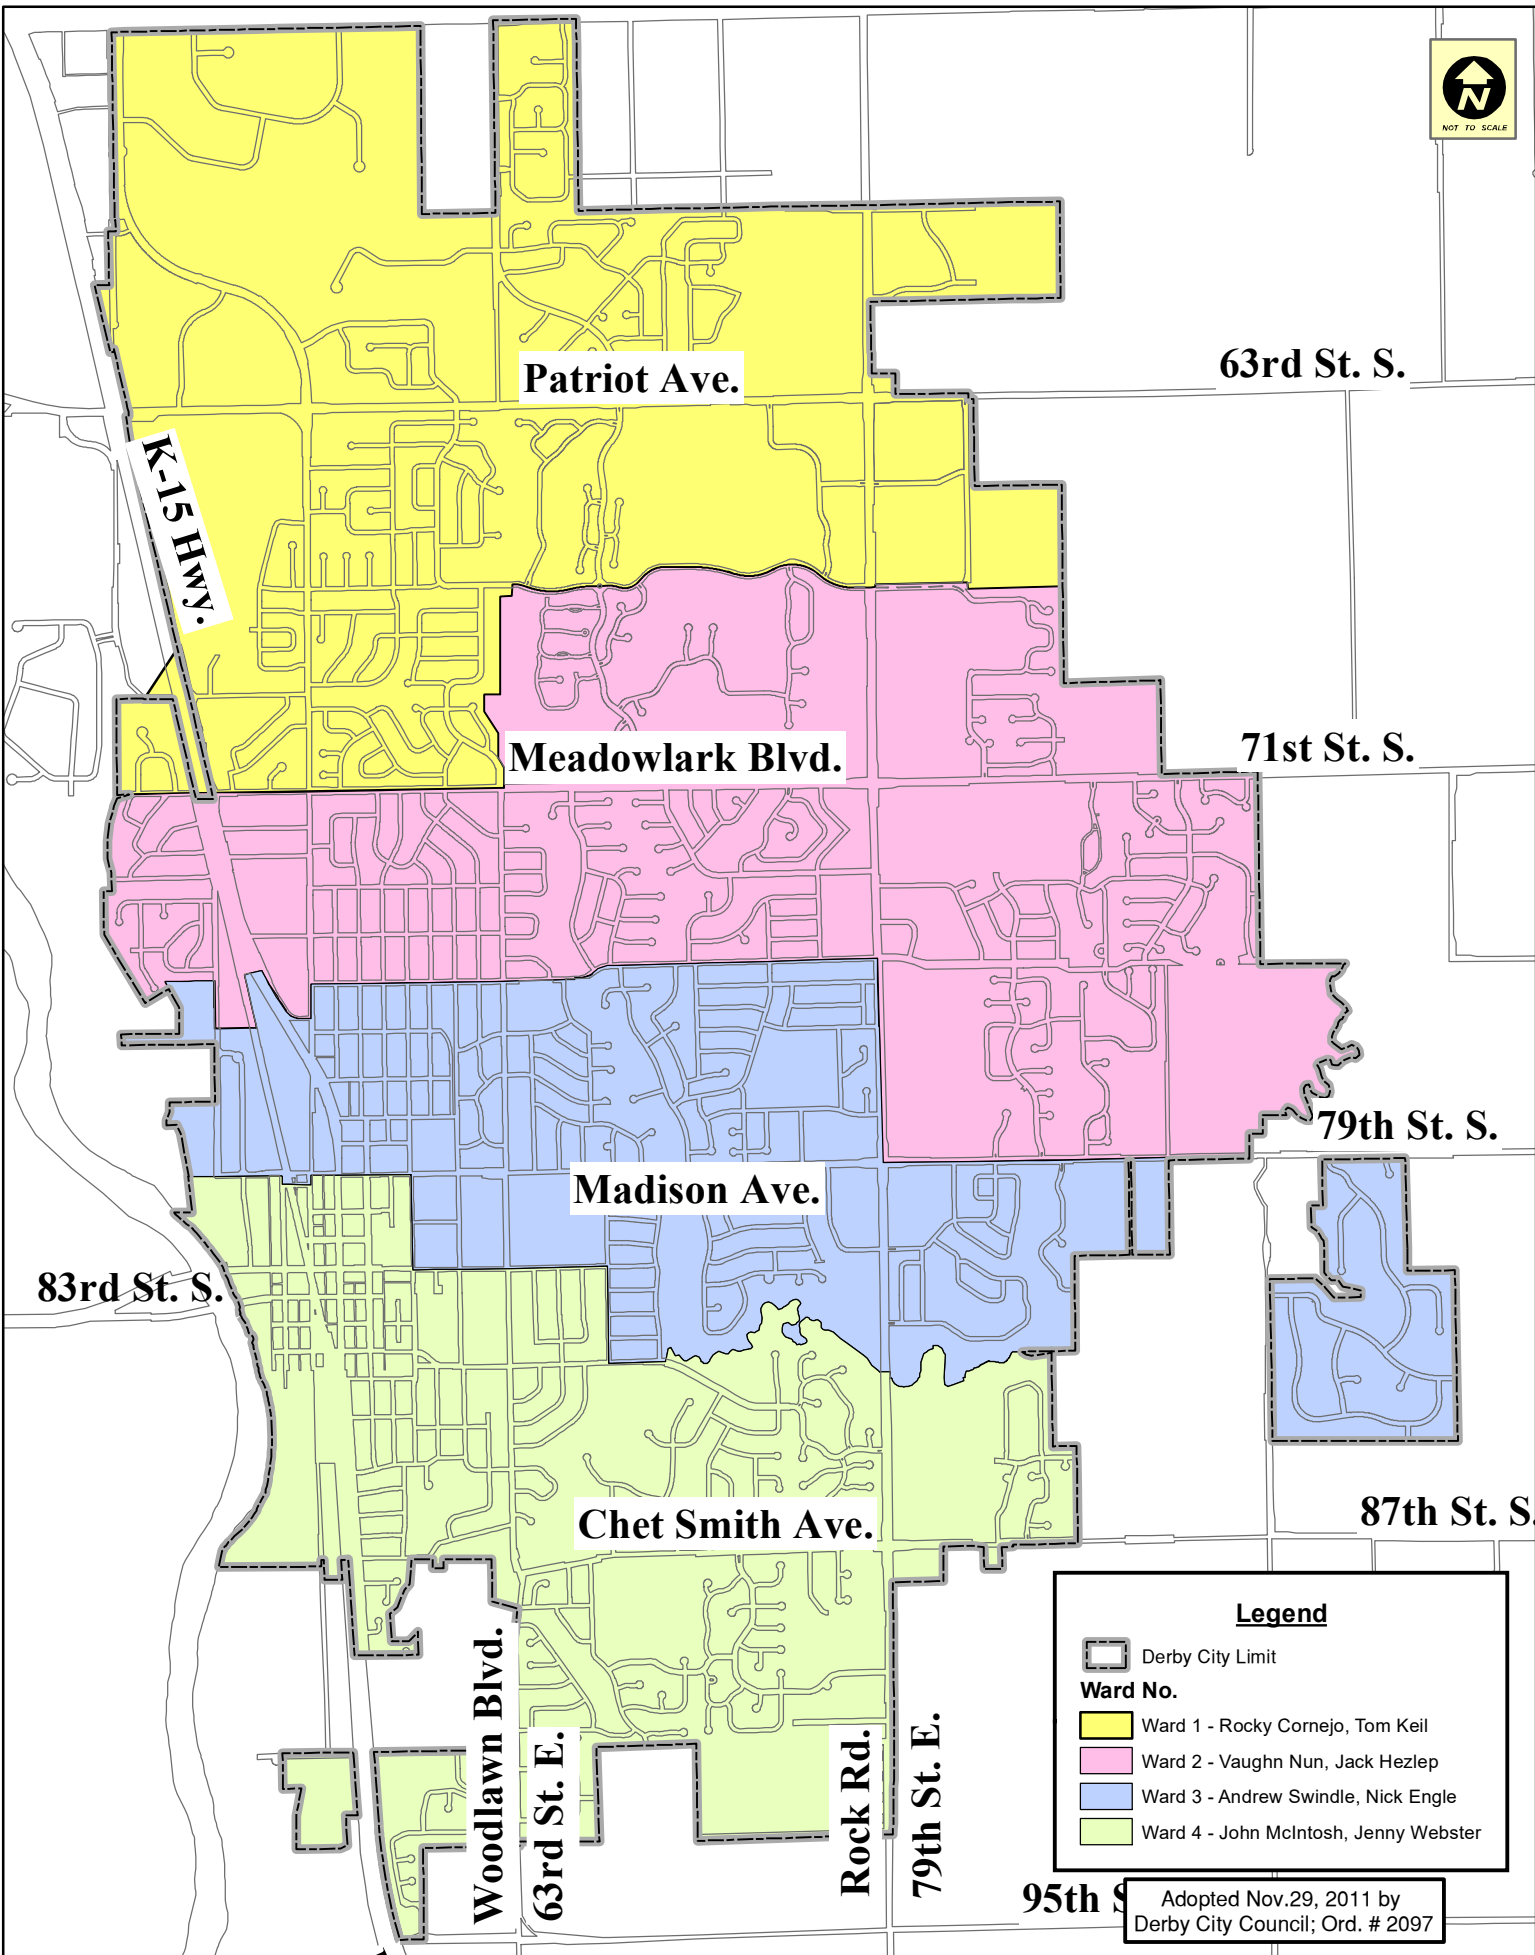 N
NOT TO SCALE
63rd St. S.
Patriot Ave.
K-15 Hwy.
71st St. S.
Meadowlark Blvd.
79th St. S.
Madison Ave.
83rd St. S.
87th St. S.
Chet Smith Ave.
Woodlawn Blvd.
63rd St. E.
Rock Rd.
79th St. E.
95th S
Legend
Derby City Limit
Ward No.
Ward 1 - Rocky Cornejo, Tom Keil
Ward 2 - Vaughn Nun, Jack Hezlep
Ward 3 - Andrew Swindle, Nick Engle
Ward 4 - John McIntosh, Jenny Webster
Adopted Nov.29, 2011 by
Derby City Council; Ord. # 2097